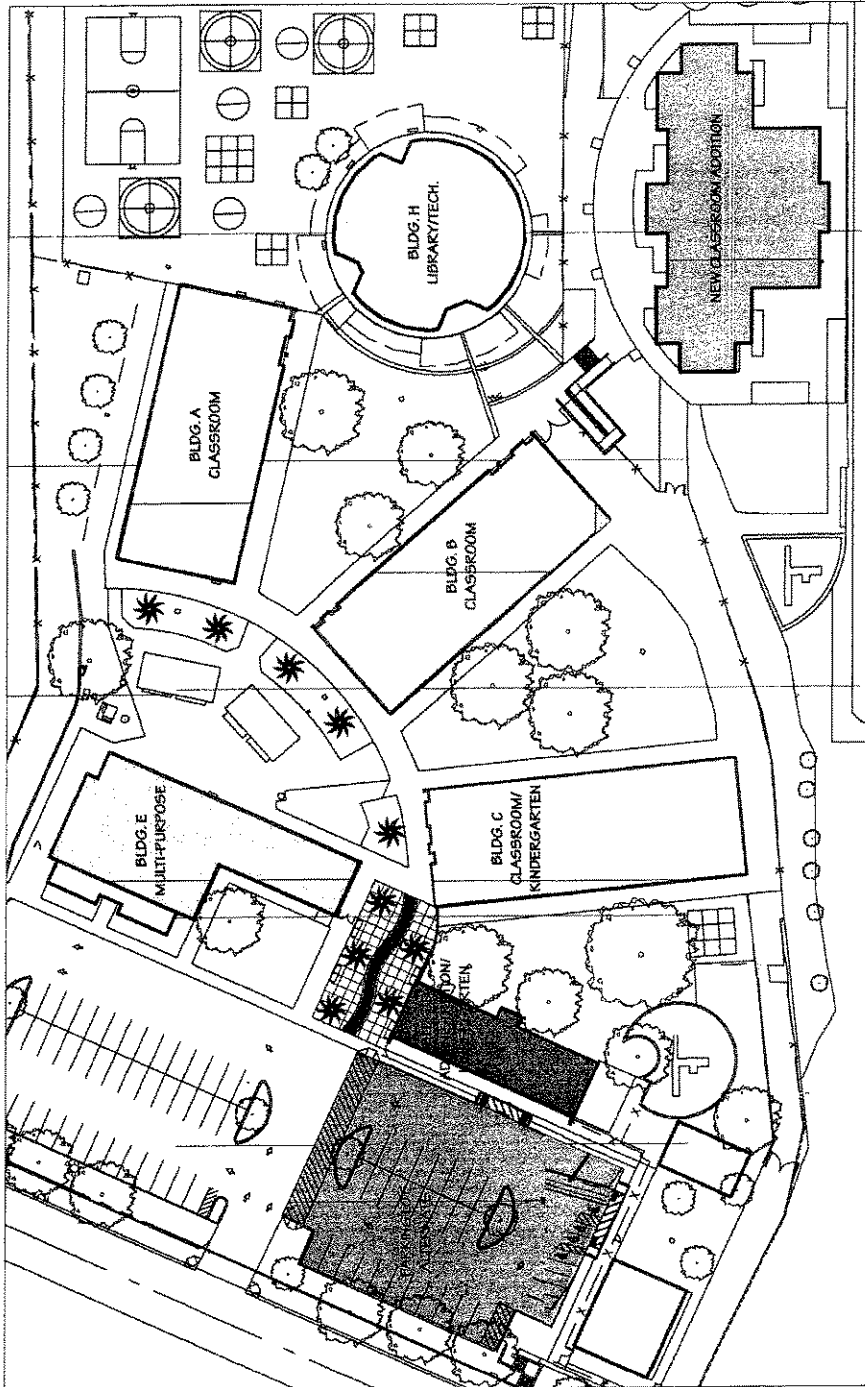 BLDG. H
LIBRARY/TECH.
NEW CLASSROOM ADDITION
BLDG. A
CLASSROOM
BLDG. B
CLASSROOM
BLDG. E
MULTI-PURPOSE
BLDG. C
CLASSROOM/
KINDERGARTEN